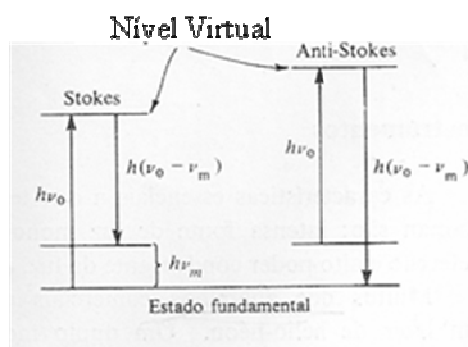 Nível Virtual
Anti-Stokes
Stokes
hν₀
h(ν₀ − νₘ)
hν₀
h(ν₀ − νₘ)
hνₘ
Estado fundamental